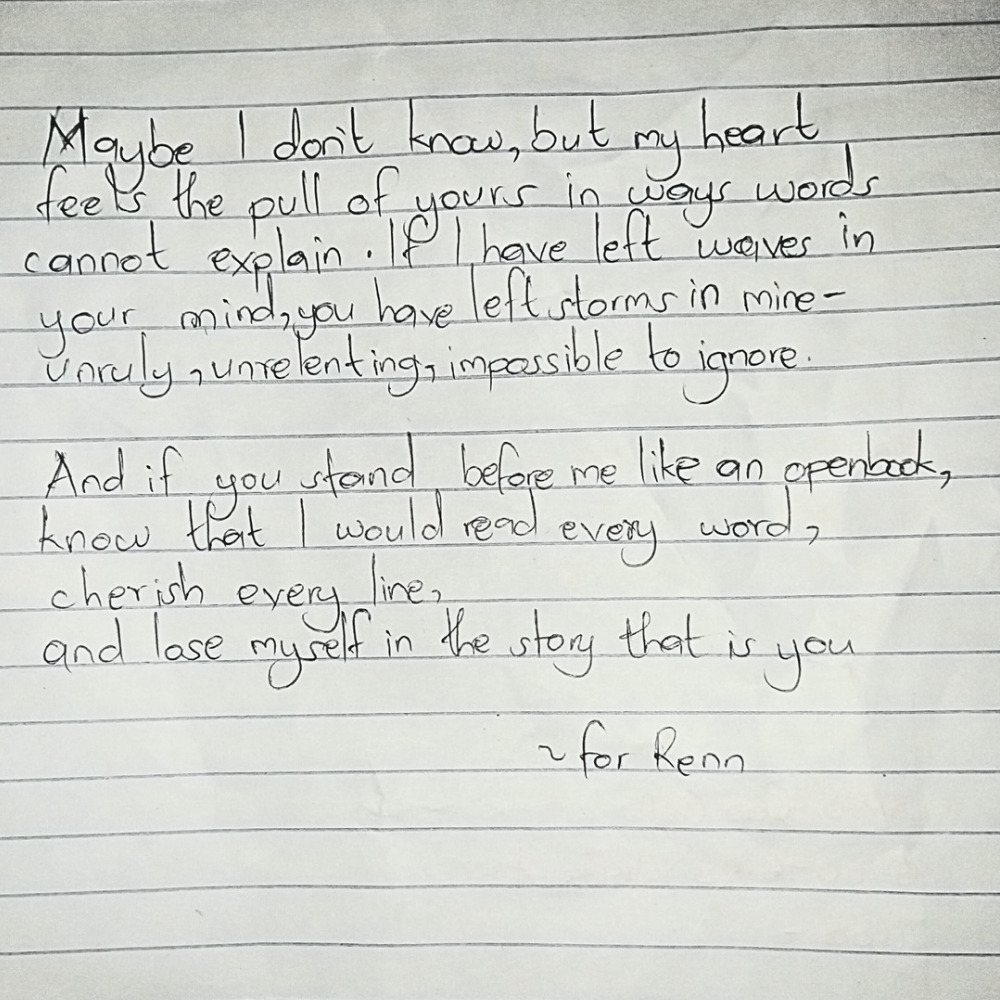 Maybe I don't know, but my heart
feels the pull of yours in ways words
cannot explain. If I have left waves in
your mind, you have left storms in mine-
unruly, unrelenting, impossible to ignore.
And if you stand before me like an openbook,
know that I would read every word,
cherish every line,
and lose myself in the story that is you
~ for Renn